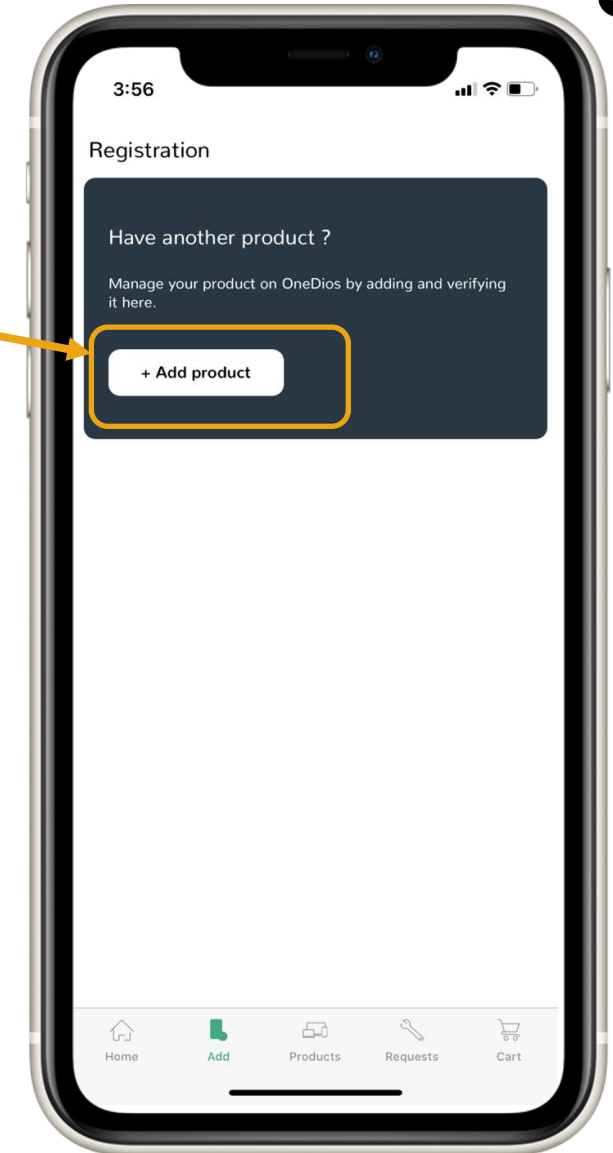 3:56
Registration
Have another product ?
Manage your product on OneDios by adding and verifying
it here.
+ Add product
Home Add Products Requests Cart